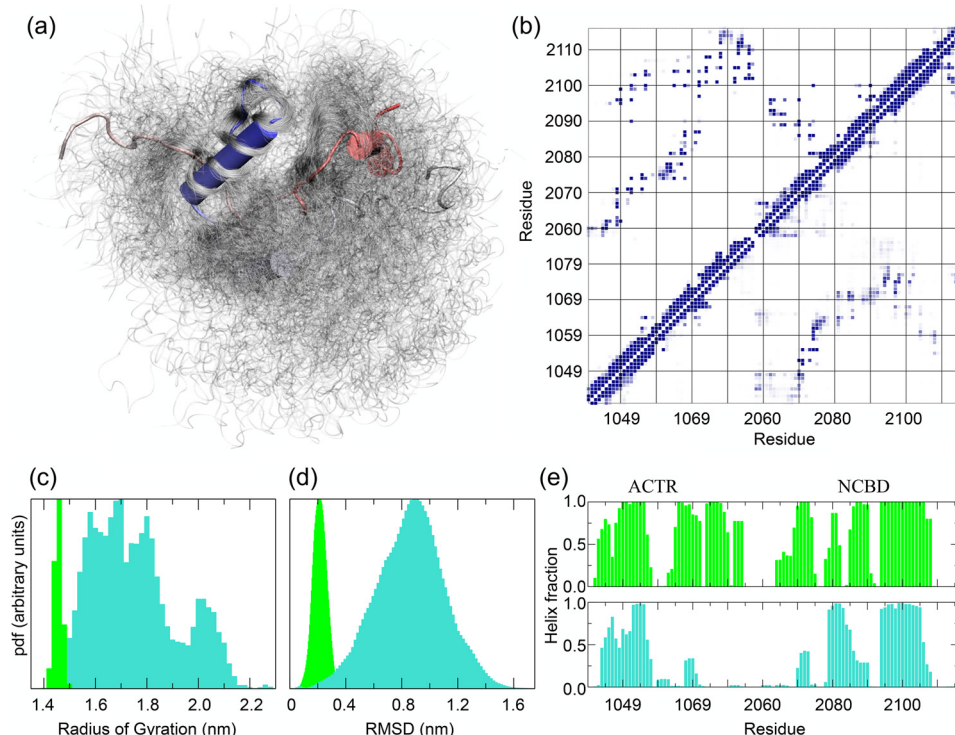 (a)
(b)
2110
2100
2090
2080
2070
2060
1079
1069
1059
1049
Residue
1049 1069 2060 2080 2100
Residue
(c)
(d)
(e)
pdf (arbitrary units)
1.4 1.6 1.8 2.0 2.2
Radius of Gyration (nm)
0 0.4 0.8 1.2 1.6
RMSD (nm)
ACTR NCBD
1.0
0.5
0.0
1.0
0.5
0.0
Helix fraction
1049 1069 2060 2080 2100
Residue